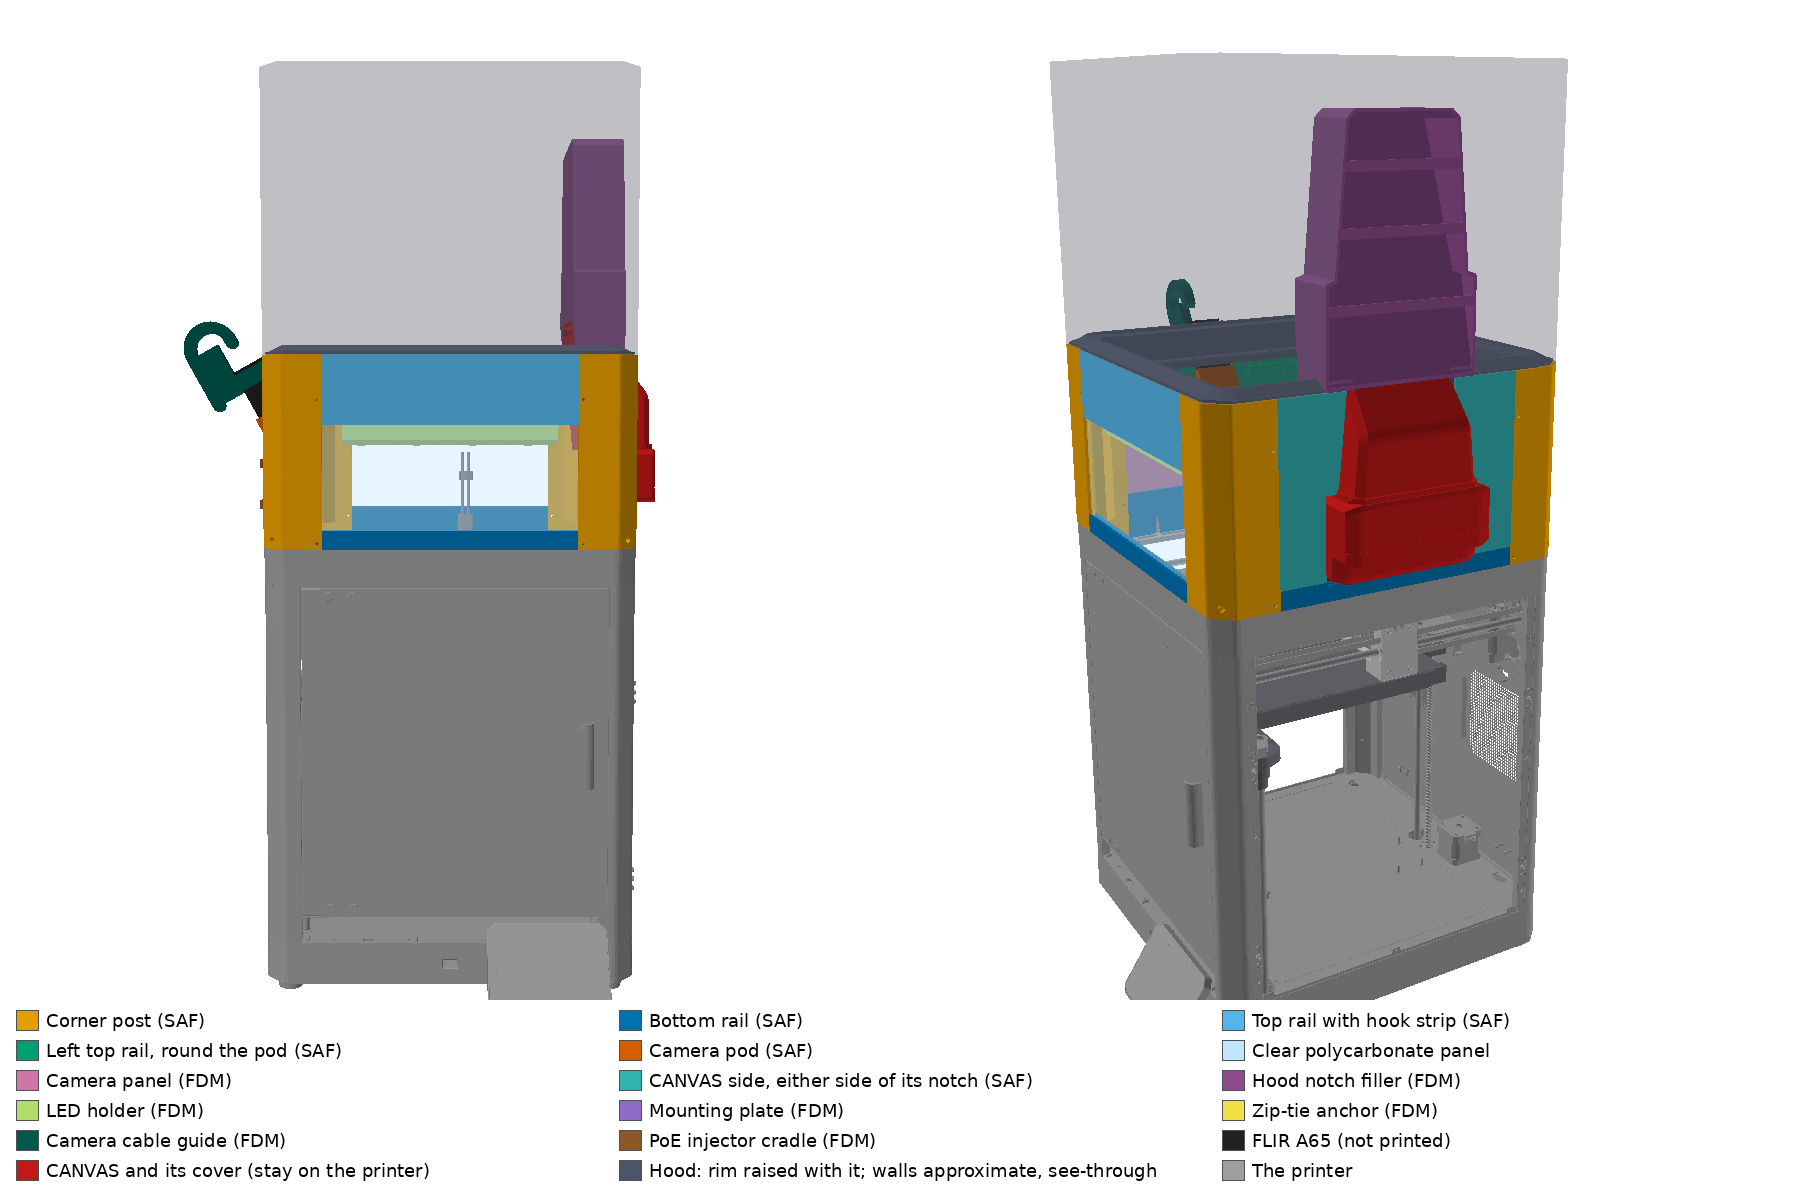 Corner post (SAF)
Bottom rail (SAF)
Top rail with hook strip (SAF)
Left top rail, round the pod (SAF)
Camera pod (SAF)
Clear polycarbonate panel
Camera panel (FDM)
CANVAS side, either side of its notch (SAF)
Hood notch filler (FDM)
LED holder (FDM)
Mounting plate (FDM)
Zip-tie anchor (FDM)
Camera cable guide (FDM)
PoE injector cradle (FDM)
FLIR A65 (not printed)
CANVAS and its cover (stay on the printer)
Hood: rim raised with it; walls approximate, see-through
The printer